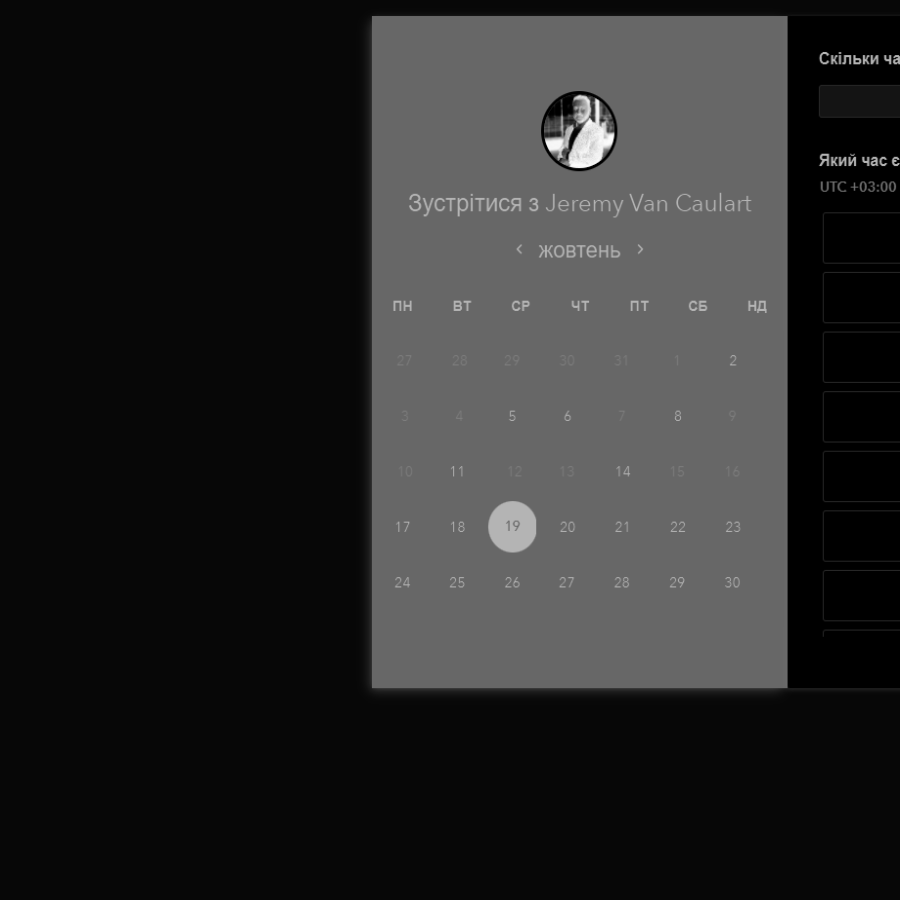 Зустрітися з Jeremy Van Caulart
жовтень
ПН ВТ СР ЧТ ПТ СБ НД
27 28 29 30 31 1 2
3 4 5 6 7 8 9
10 11 12 13 14 15 16
17 18 19 20 21 22 23
24 25 26 27 28 29 30
Скільки ча
Який час є
UTC +03:00